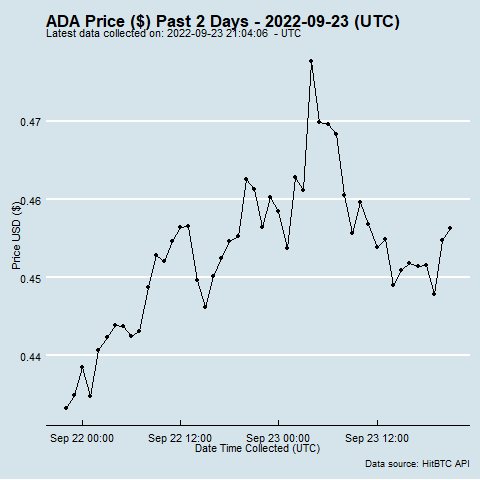 ADA Price ($) Past 2 Days - 2022-09-23 (UTC)
Latest data collected on: 2022-09-23 21:04:06 - UTC
0.47
0.46
0.45
0.44
Price USD ($)
Sep 22 00:00 Sep 22 12:00 Sep 23 00:00 Sep 23 12:00
Date Time Collected (UTC)
Data source: HitBTC API